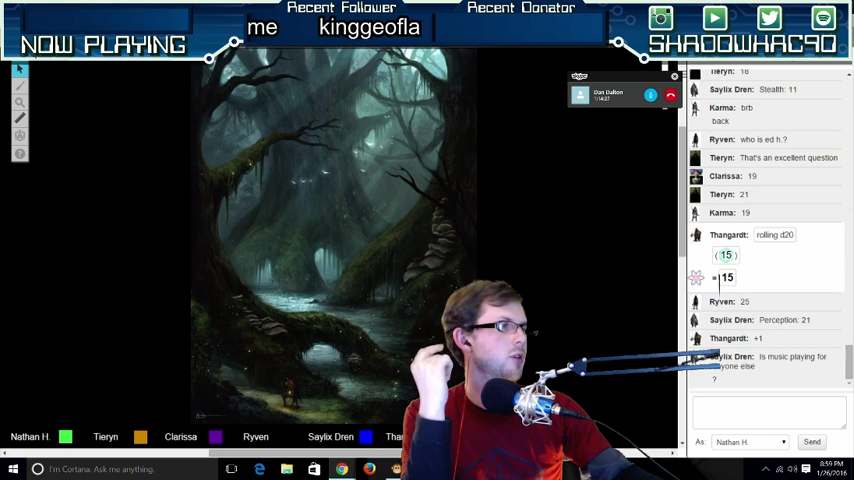 Recent Follower
Recent Donator
me kinggeofla
NOW PLAYING
SHADOWHAC90
skype
Dan Dalton
Tieryn: 18
Saylix Dren: Stealth: 11
Karma: brb
back
Ryven: who is ed h.?
Tieryn: That's an excellent question
Clarissa: 19
Tieryn: 21
Karma: 19
Thangardt: rolling d20
(15)
=15
Ryven: 25
Saylix Dren: Perception: 21
Thangardt: +1
Saylix Dren: Is music playing for
anyone else
?
Nathan H. Tieryn Clarissa Ryven Saylix Dren
As: Nathan H. Send
I'm Cortana. Ask me anything.
8:59 PM
1/26/2016